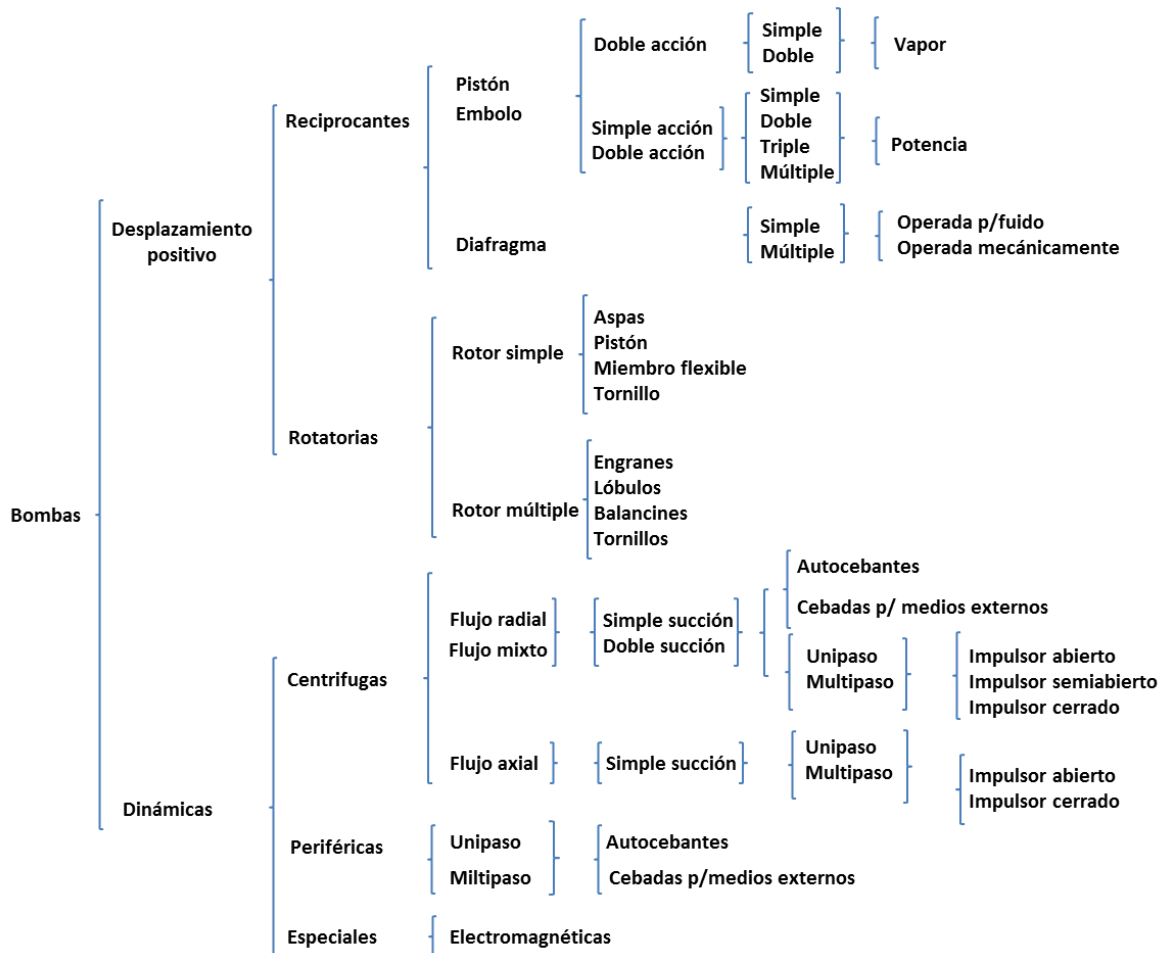 Bombas
Desplazamiento
positivo
Reciprocantes
Pistón
Embolo
Doble acción
Simple
Doble
Vapor
Simple acción
Doble acción
Simple
Doble
Triple
Múltiple
Potencia
Diafragma
Simple
Múltiple
Operada p/fuido
Operada mecánicamente
Rotatorias
Rotor simple
Aspas
Pistón
Miembro flexible
Tornillo
Rotor múltiple
Engranes
Lóbulos
Balancines
Tornillos
Dinámicas
Centrifugas
Flujo radial
Flujo mixto
Simple succión
Doble succión
Autocebantes
Cebadas p/ medios externos
Unipaso
Multipaso
Impulsor abierto
Impulsor semiabierto
Impulsor cerrado
Flujo axial
Simple succión
Unipaso
Multipaso
Impulsor abierto
Impulsor cerrado
Periféricas
Unipaso
Miltipaso
Autocebantes
Cebadas p/medios externos
Especiales
Electromagnéticas